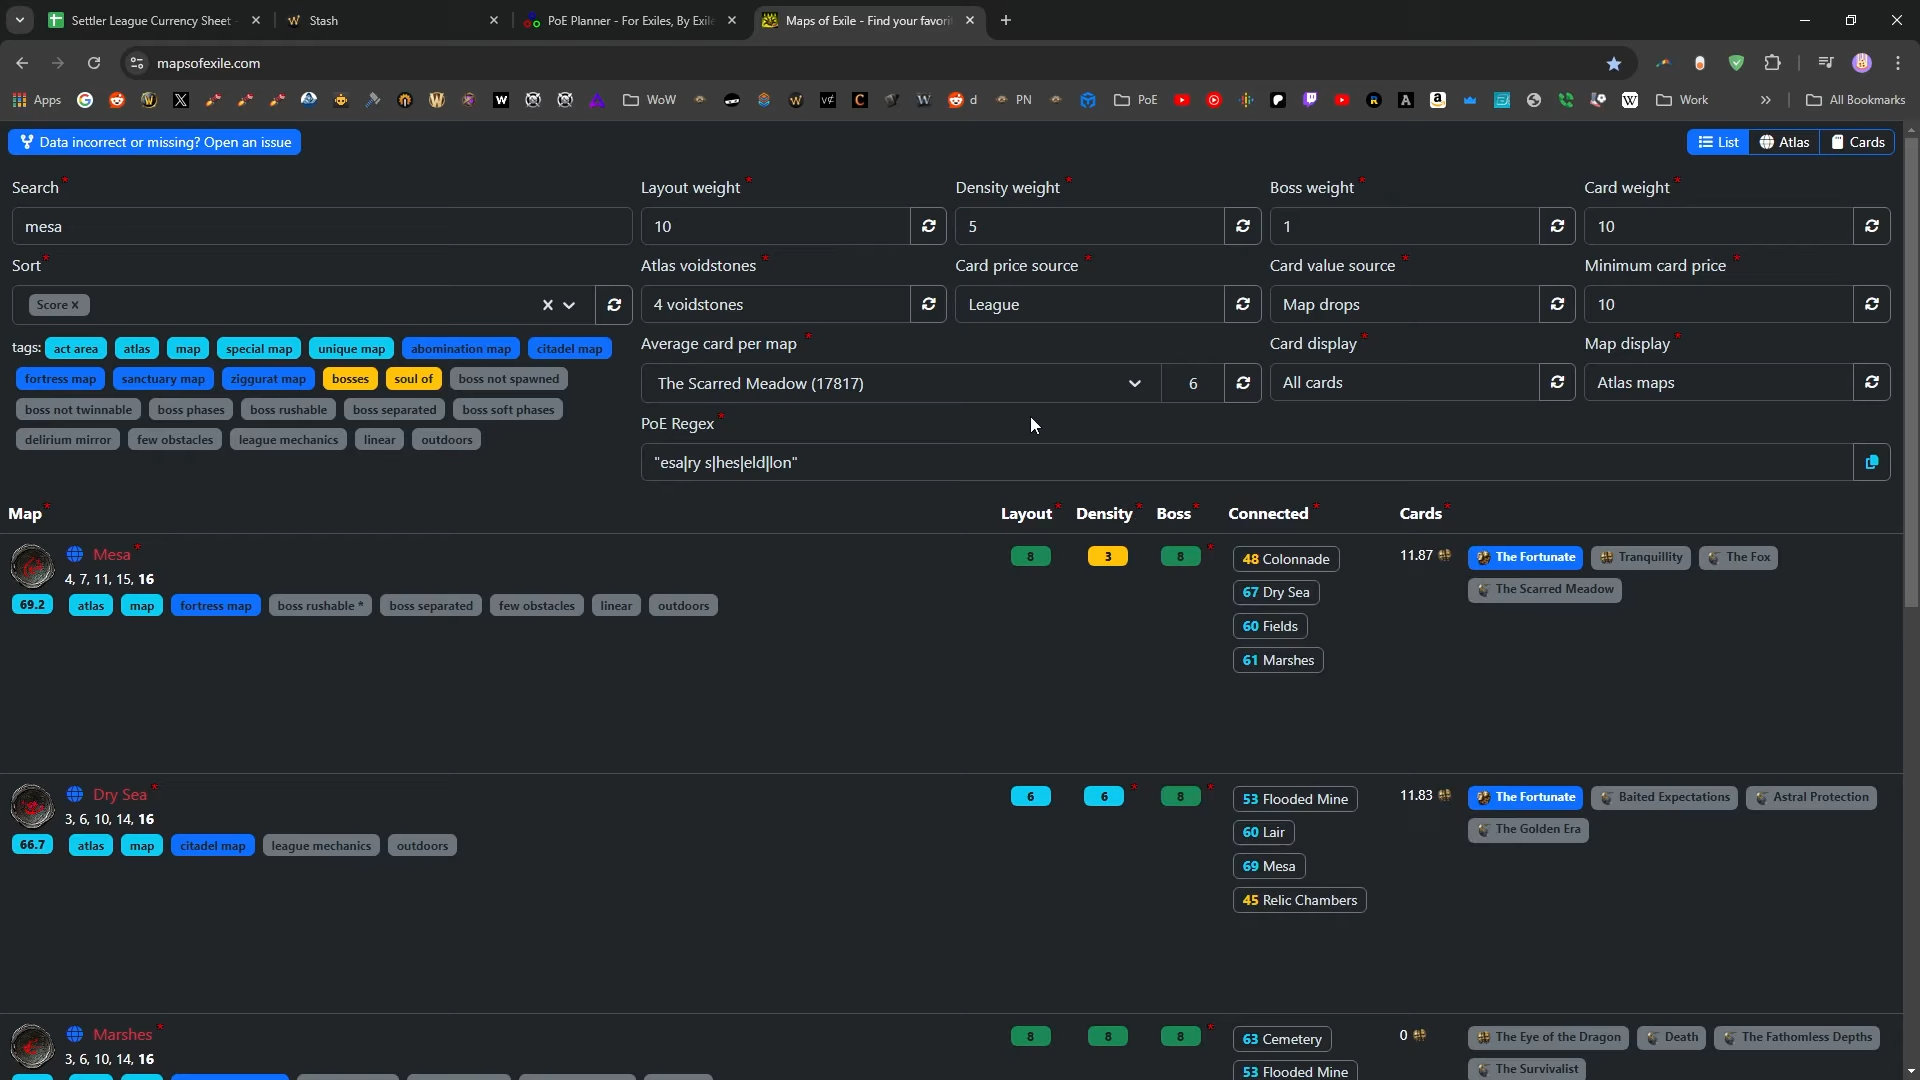 Settler League Currency Sheet
Stash
PoE Planner - For Exiles, By Exile
Maps of Exile - Find your favori
mapsofexile.com
Apps
WoW
d
PN
PoE
Work
All Bookmarks
Data incorrect or missing? Open an issue
List
Atlas
Cards
Search*
Layout weight*
Density weight*
Boss weight*
Card weight*
mesa
10
5
1
10
Sort*
Atlas voidstones*
Card price source*
Card value source*
Minimum card price*
Score ×
4 voidstones
League
Map drops
10
tags: act area atlas map special map unique map abomination map citadel map
Average card per map*
Card display*
Map display*
fortress map sanctuary map ziggurat map bosses soul of boss not spawned
The Scarred Meadow (17817)
6
All cards
Atlas maps
boss not twinnable boss phases boss rushable boss separated boss soft phases
PoE Regex*
delirium mirror few obstacles league mechanics linear outdoors
"esa|ry s|hes|eld|lon"
Map* Layout* Density* Boss* Connected* Cards*
Mesa*
8 3 8*
48 Colonnade
11.87
The Fortunate Tranquillity The Fox
4, 7, 11, 15, 16
67 Dry Sea
The Scarred Meadow
69.2 atlas map fortress map boss rushable * boss separated few obstacles linear outdoors
60 Fields
61 Marshes
Dry Sea*
6 6* 8*
53 Flooded Mine
11.83
The Fortunate Baited Expectations Astral Protection
3, 6, 10, 14, 16
60 Lair
The Golden Era
66.7 atlas map citadel map league mechanics outdoors
69 Mesa
45 Relic Chambers
Marshes*
8 8 8*
63 Cemetery
0
The Eye of the Dragon Death The Fathomless Depths
3, 6, 10, 14, 16
53 Flooded Mine
The Survivalist